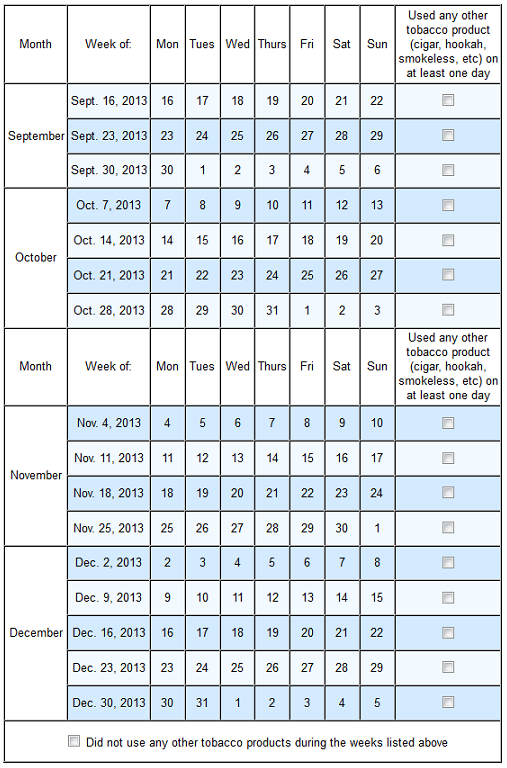 Month Week of: Mon Tues Wed Thurs Fri Sat Sun Used any other
tobacco product
(cigar, hookah,
smokeless, etc) on
at least one day
September
Sept. 16, 2013 16 17 18 19 20 21 22
Sept. 23, 2013 23 24 25 26 27 28 29
Sept. 30, 2013 30 1 2 3 4 5 6
October
Oct. 7, 2013 7 8 9 10 11 12 13
Oct. 14, 2013 14 15 16 17 18 19 20
Oct. 21, 2013 21 22 23 24 25 26 27
Oct. 28, 2013 28 29 30 31 1 2 3
Month Week of: Mon Tues Wed Thurs Fri Sat Sun Used any other
tobacco product
(cigar, hookah,
smokeless, etc) on
at least one day
November
Nov. 4, 2013 4 5 6 7 8 9 10
Nov. 11, 2013 11 12 13 14 15 16 17
Nov. 18, 2013 18 19 20 21 22 23 24
Nov. 25, 2013 25 26 27 28 29 30 1
December
Dec. 2, 2013 2 3 4 5 6 7 8
Dec. 9, 2013 9 10 11 12 13 14 15
Dec. 16, 2013 16 17 18 19 20 21 22
Dec. 23, 2013 23 24 25 26 27 28 29
Dec. 30, 2013 30 31 1 2 3 4 5
Did not use any other tobacco products during the weeks listed above